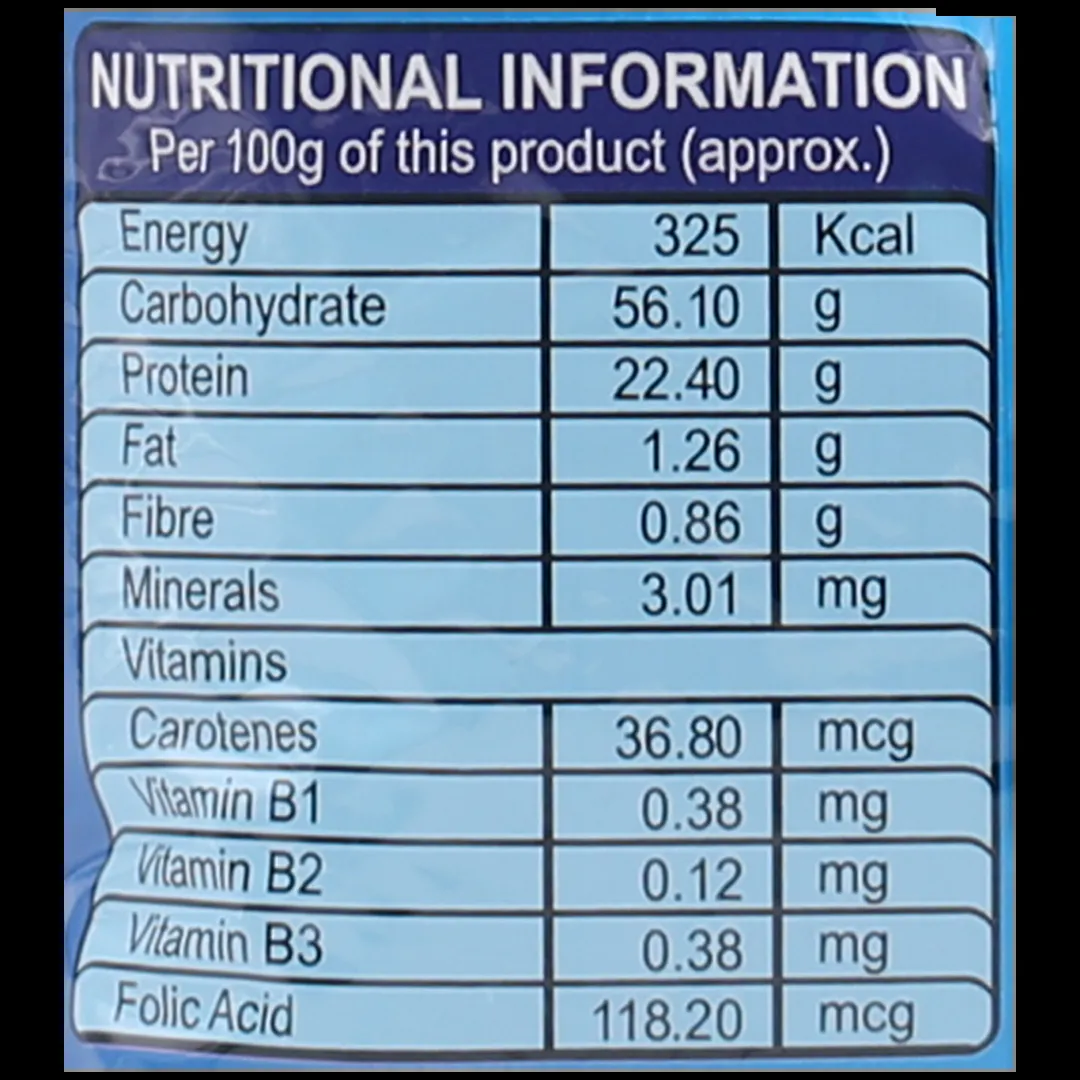 NUTRITIONAL INFORMATION
Per 100g of this product (approx.)
Energy 325 Kcal
Carbohydrate 56.10 g
Protein 22.40 g
Fat 1.26 g
Fibre 0.86 g
Minerals 3.01 mg
Vitamins
Carotenes 36.80 mcg
Vitamin B1 0.38 mg
Vitamin B2 0.12 mg
Vitamin B3 0.38 mg
Folic Acid 118.20 mcg